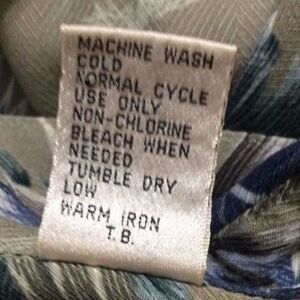 MACHINE WASH
COLD
NORMAL CYCLE
USE ONLY
NON-CHLORINE
BLEACH WHEN
NEEDED
TUMBLE DRY
LOW
WARM IRON
T.B.